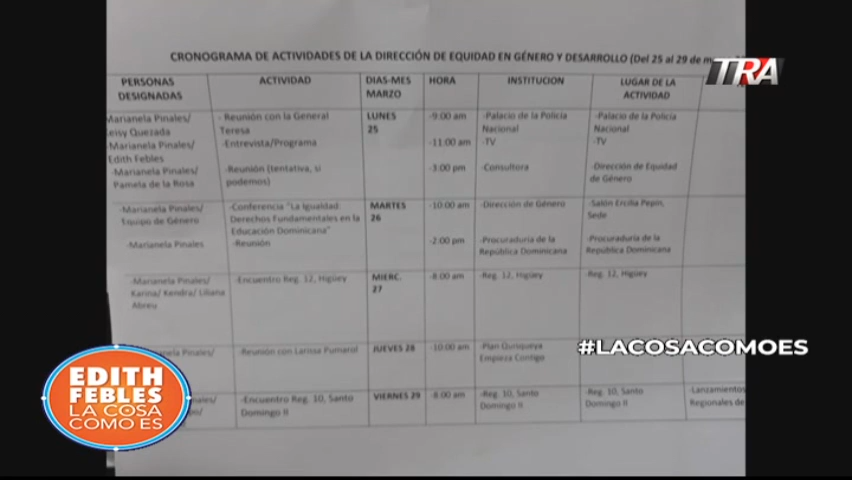 CRONOGRAMA DE ACTIVIDADES DE LA DIRECCIÓN DE EQUIDAD EN GÉNERO Y DESARROLLO (Del 25 al 29 de
TRA
PERSONAS DESIGNADAS
ACTIVIDAD
DIAS-MES MARZO
HORA
INSTITUCION
LUGAR DE LA ACTIVIDAD
Marianela Pinales/
Quezada
- Reunión con la General Teresa
LUNES 25
-9:00 am
-Palacio de la Policía Nacional
-Palacio de la Policía Nacional
-Marianela Pinales/
Edith Febles
-Entrevista/Programa
-11:00 am
-TV
-TV
-Marianela Pinales/
Pamela de la Rosa
-Reunión (tentativa, si podemos)
-3:00 pm
-Consultora
-Dirección de Equidad de Género
-Marianela Pinales/
Equipo de Género
-Conferencia "La Igualdad:
Derechos Fundamentales en la
Educación Dominicana"
MARTES 26
-10:00 am
-Dirección de Género
-Salón Ercilia Pepín, Sede
-Marianela Pinales
-Reunión
-2:00 pm
-Procuraduría de la República Dominicana
-Procuraduría de la República Dominicana
-Marianela Pinales/
Karina/ Kendra/ Liliana
Abreu
-Encuentro Reg. 12, Higüey
MIERC. 27
-8:00 am
-Reg. 12, Higüey
Reg. 12, Higüey
Pinales/
-Reunión con Larissa Pumarol
JUEVES 28
-10:00 am
-Plan Quisqueya
Empieza Contigo
#LACOSACOMOES
-Encuentro Reg. 10, Santo
Domingo II
VIERNES 29
-8:00 am
-Reg. 10, Santo
Domingo II
-Reg. 10, Santo
Domingo II
-Lanzamientos
Regionales de
EDITH
FEBLES
LA COSA
COMO ES